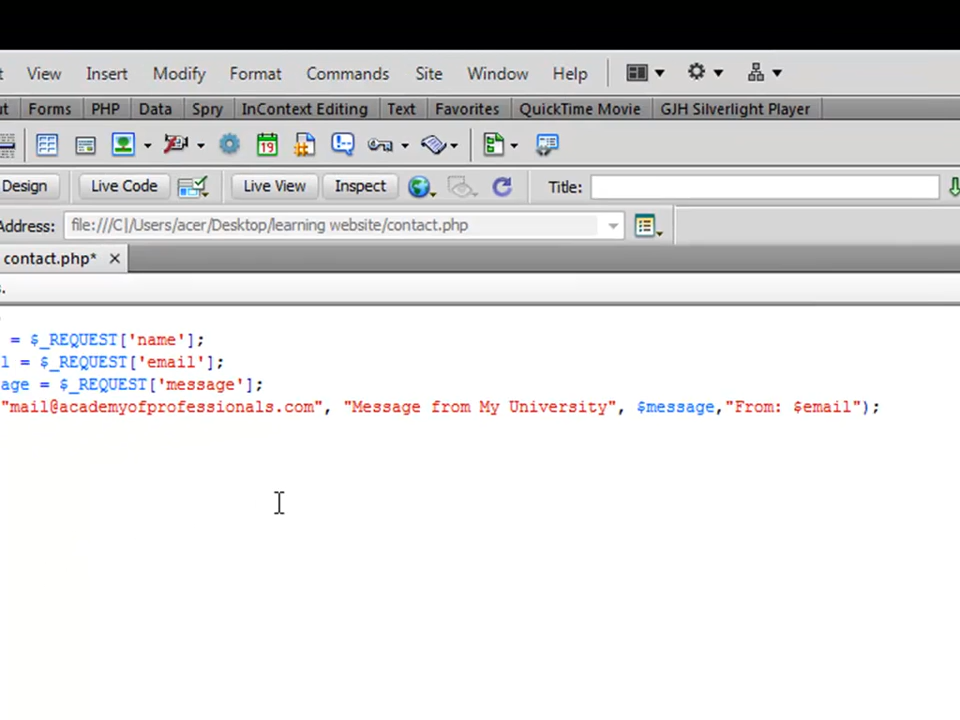 View Insert Modify Format Commands Site Window Help
Forms PHP Data Spry InContext Editing Text Favorites QuickTime Movie GJH Silverlight Player
19
Design Live Code Live View Inspect Title:
Address: file:///C|/Users/acer/Desktop/learning website/contact.php
contact.php*
= $_REQUEST['name'];
l = $_REQUEST['email'];
age = $_REQUEST['message'];
"mail@academyofprofessionals.com", "Message from My University", $message,"From: $email");